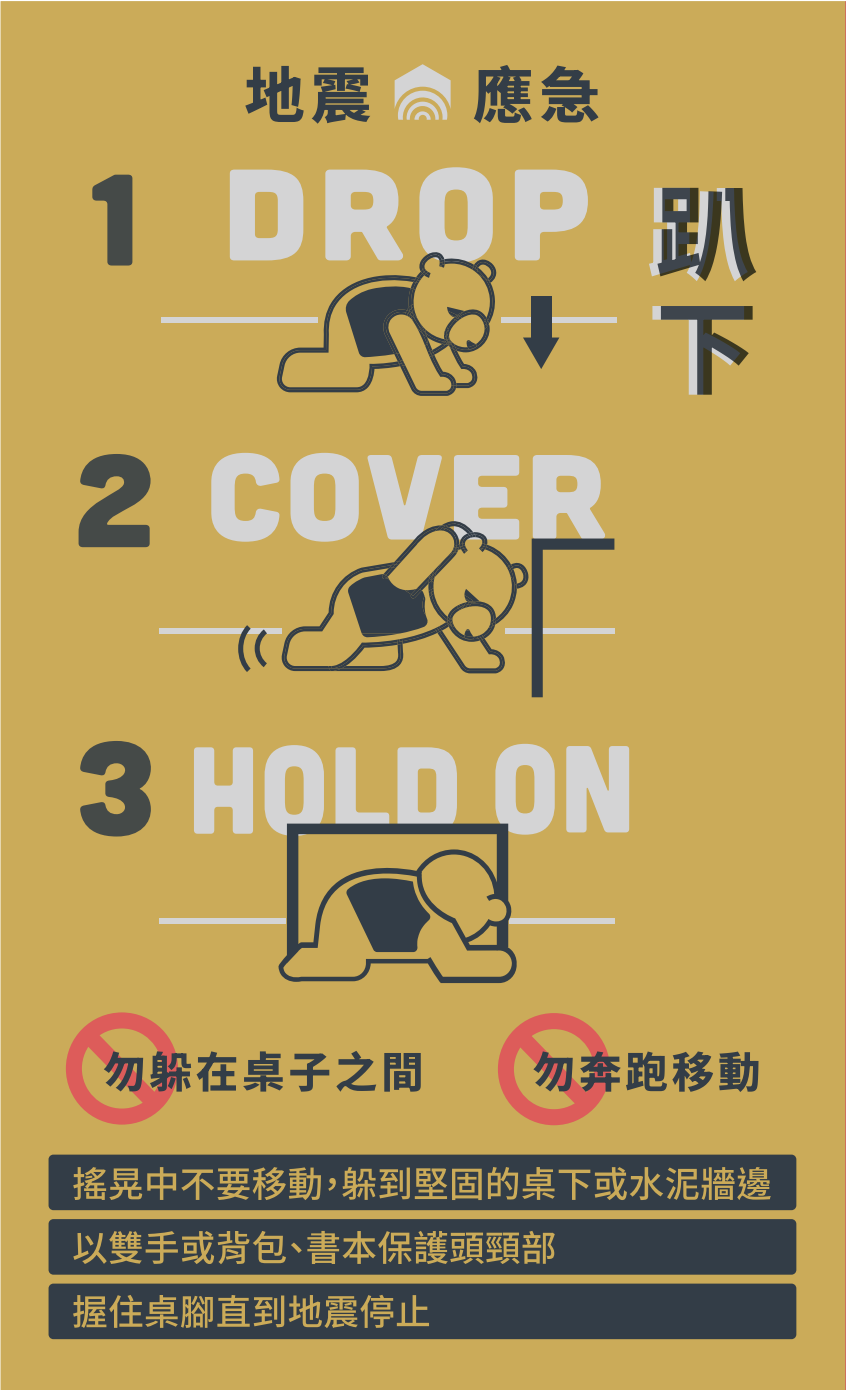 地震 應急
1 DROP 趴下
2 COVER
3 HOLD ON
勿躲在桌子之間
勿奔跑移動
搖晃中不要移動，躲到堅固的桌下或水泥牆邊
以雙手或背包、書本保護頭頸部
握住桌腳直到地震停止